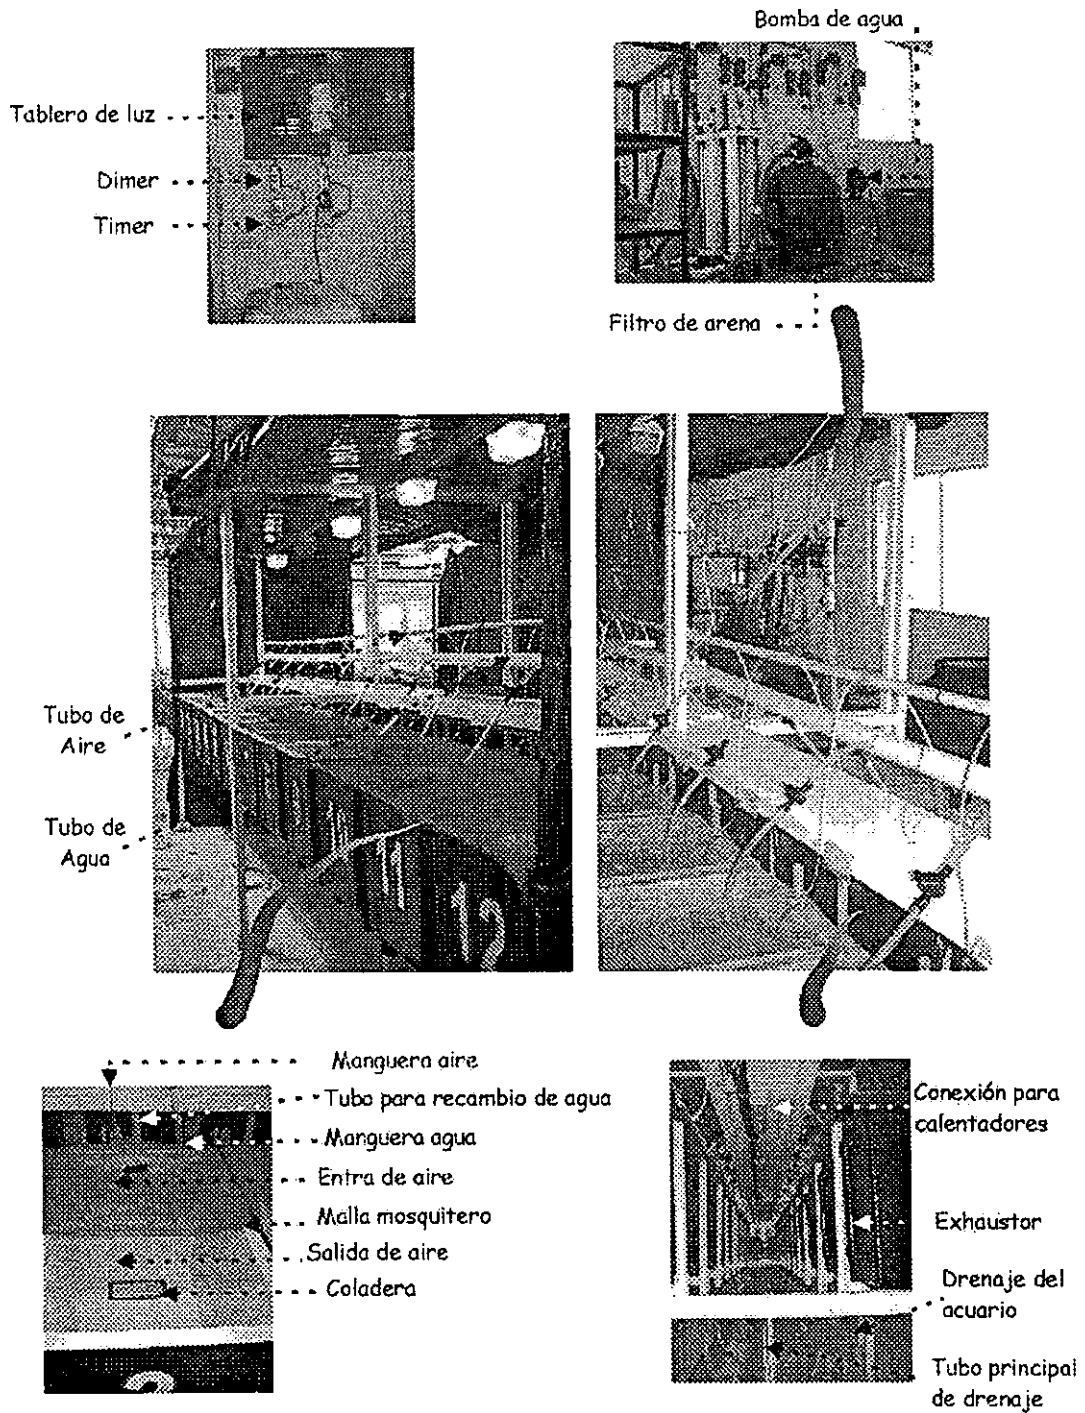 Bomba de agua
Tablero de luz
Dimer
Timer
Filtro de arena
Tubo de
Aire
Tubo de
Agua
12
Manguera aire
Tubo para recambio de agua
Manguera agua
Entra de aire
Malla mosquitero
Salida de aire
Coladera
Conexión para
calentadores
Exhaustor
Drenaje del
acuario
Tubo principal
de drenaje